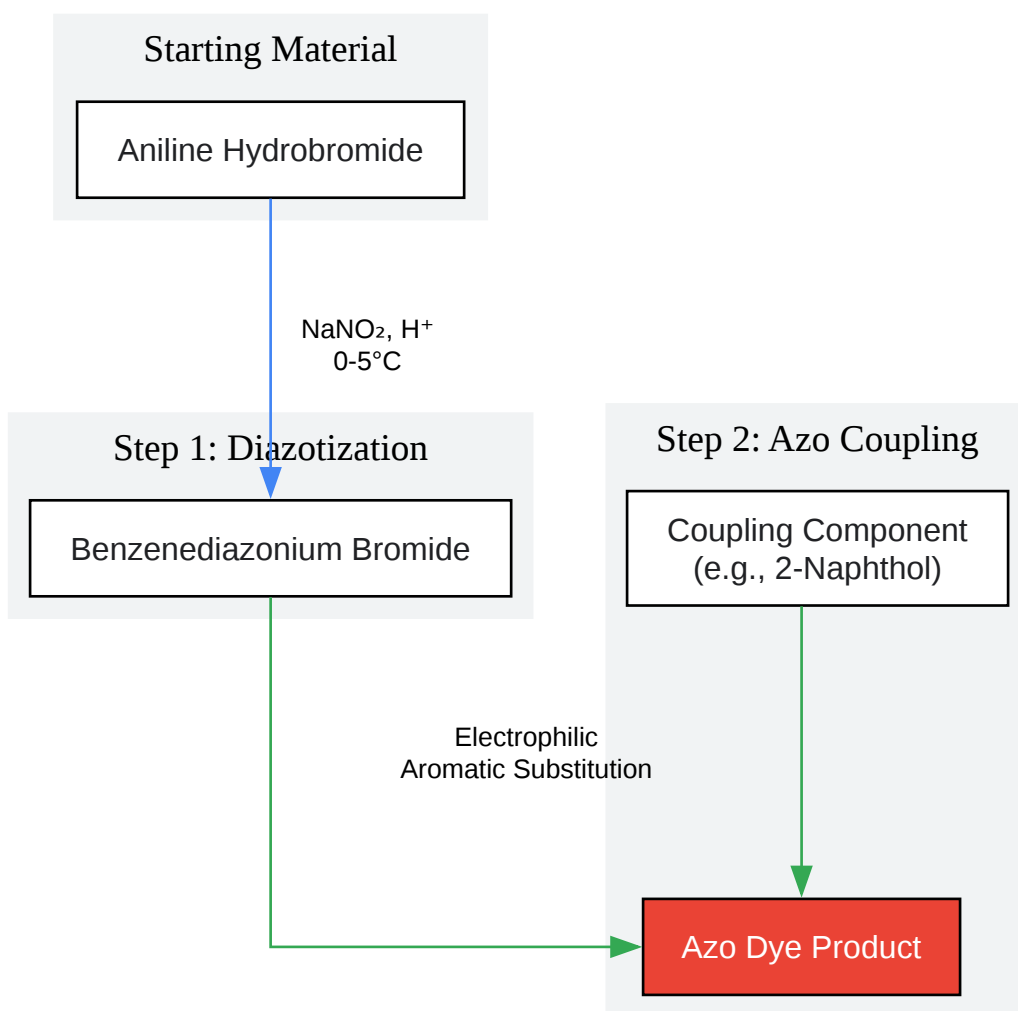 Starting Material
Aniline Hydrobromide
NaNO₂, H⁺
0-5°C
Step 1: Diazotization
Benzenediazonium Bromide
Step 2: Azo Coupling
Coupling Component
(e.g., 2-Naphthol)
Electrophilic
Aromatic Substitution
Azo Dye Product